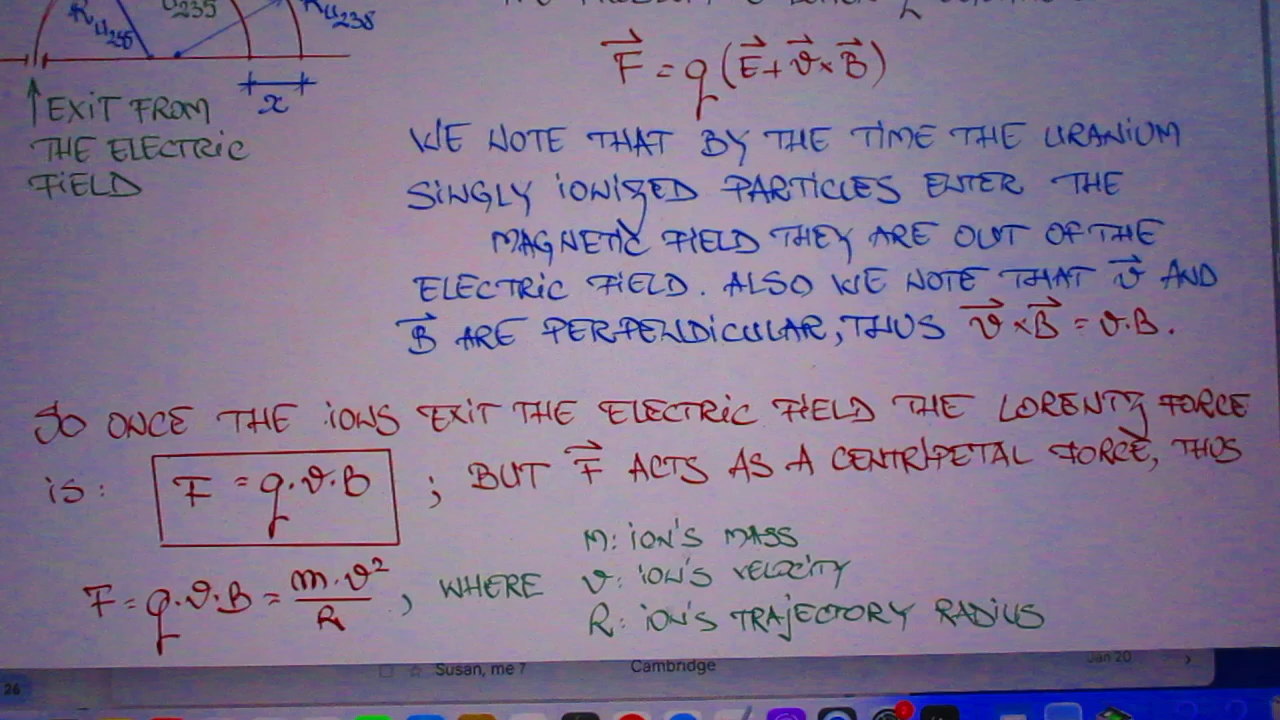 R U235
U235
R U238
F = q (E + v × B)
x
EXIT FROM
THE ELECTRIC
FIELD
WE NOTE THAT BY THE TIME THE URANIUM
SINGLY IONIZED PARTICLES ENTER THE
MAGNETIC FIELD THEY ARE OUT OF THE
ELECTRIC FIELD. ALSO WE NOTE THAT v⃗ AND
B⃗ ARE PERPENDICULAR, THUS v⃗ × B⃗ = v·B.
SO ONCE THE IONS EXIT THE ELECTRIC FIELD THE LORENTZ FORCE
is: F = q·v·B ; BUT F⃗ ACTS AS A CENTRIPETAL FORCE, THUS
F = q·v·B = m·v²/R, WHERE
M: ION'S MASS
v: ION'S VELOCITY
R: ION'S TRAJECTORY RADIUS
Susan, me 7
Cambridge
Jan 20
26